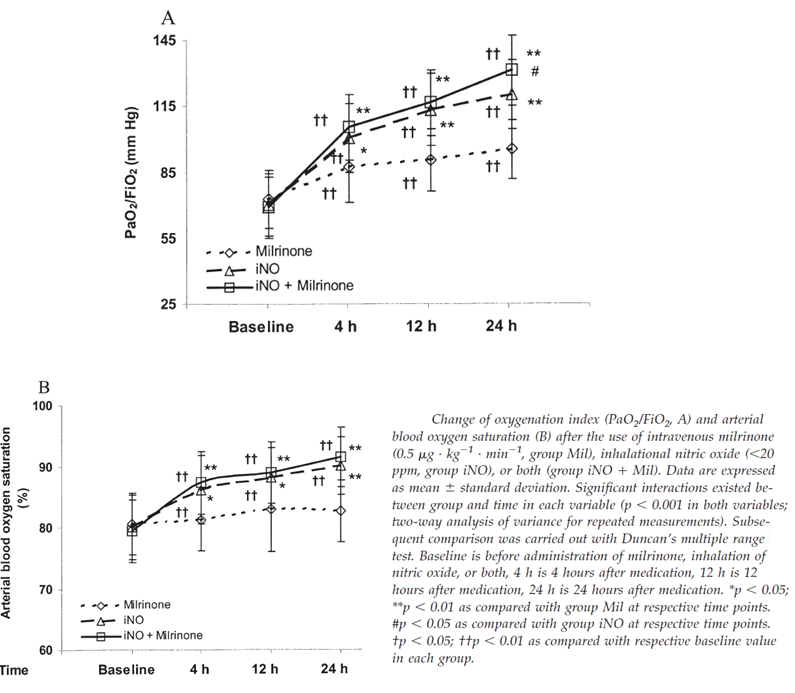 A
145
115
85
55
25
PaO₂/FiO₂ (mm Hg)
††
**
††
**
††
**
#
††
*
††
**
††
**
††
††
††
Milrinone
iNO
iNO + Milrinone
Baseline 4 h 12 h 24 h
B
100
90
80
70
60
Arterial blood oxygen saturation
(%)
††
**
††
**
††
**
††
*
††
*
††
**
Milrinone
iNO
iNO + Milrinone
Time Baseline 4 h 12 h 24 h
Change of oxygenation index (PaO₂/FiO₂, A) and arterial
blood oxygen saturation (B) after the use of intravenous milrinone
(0.5 μg · kg⁻¹ · min⁻¹, group Mil), inhalational nitric oxide (<20
ppm, group iNO), or both (group iNO + Mil). Data are expressed
as mean ± standard deviation. Significant interactions existed be-
tween group and time in each variable (p < 0.001 in both variables;
two-way analysis of variance for repeated measurements). Subse-
quent comparison was carried out with Duncan's multiple range
test. Baseline is before administration of milrinone, inhalation of
nitric oxide, or both, 4 h is 4 hours after medication, 12 h is 12
hours after medication, 24 h is 24 hours after medication. *p < 0.05;
**p < 0.01 as compared with group Mil at respective time points.
#p < 0.05 as compared with group iNO at respective time points.
†p < 0.05; ††p < 0.01 as compared with respective baseline value
in each group.